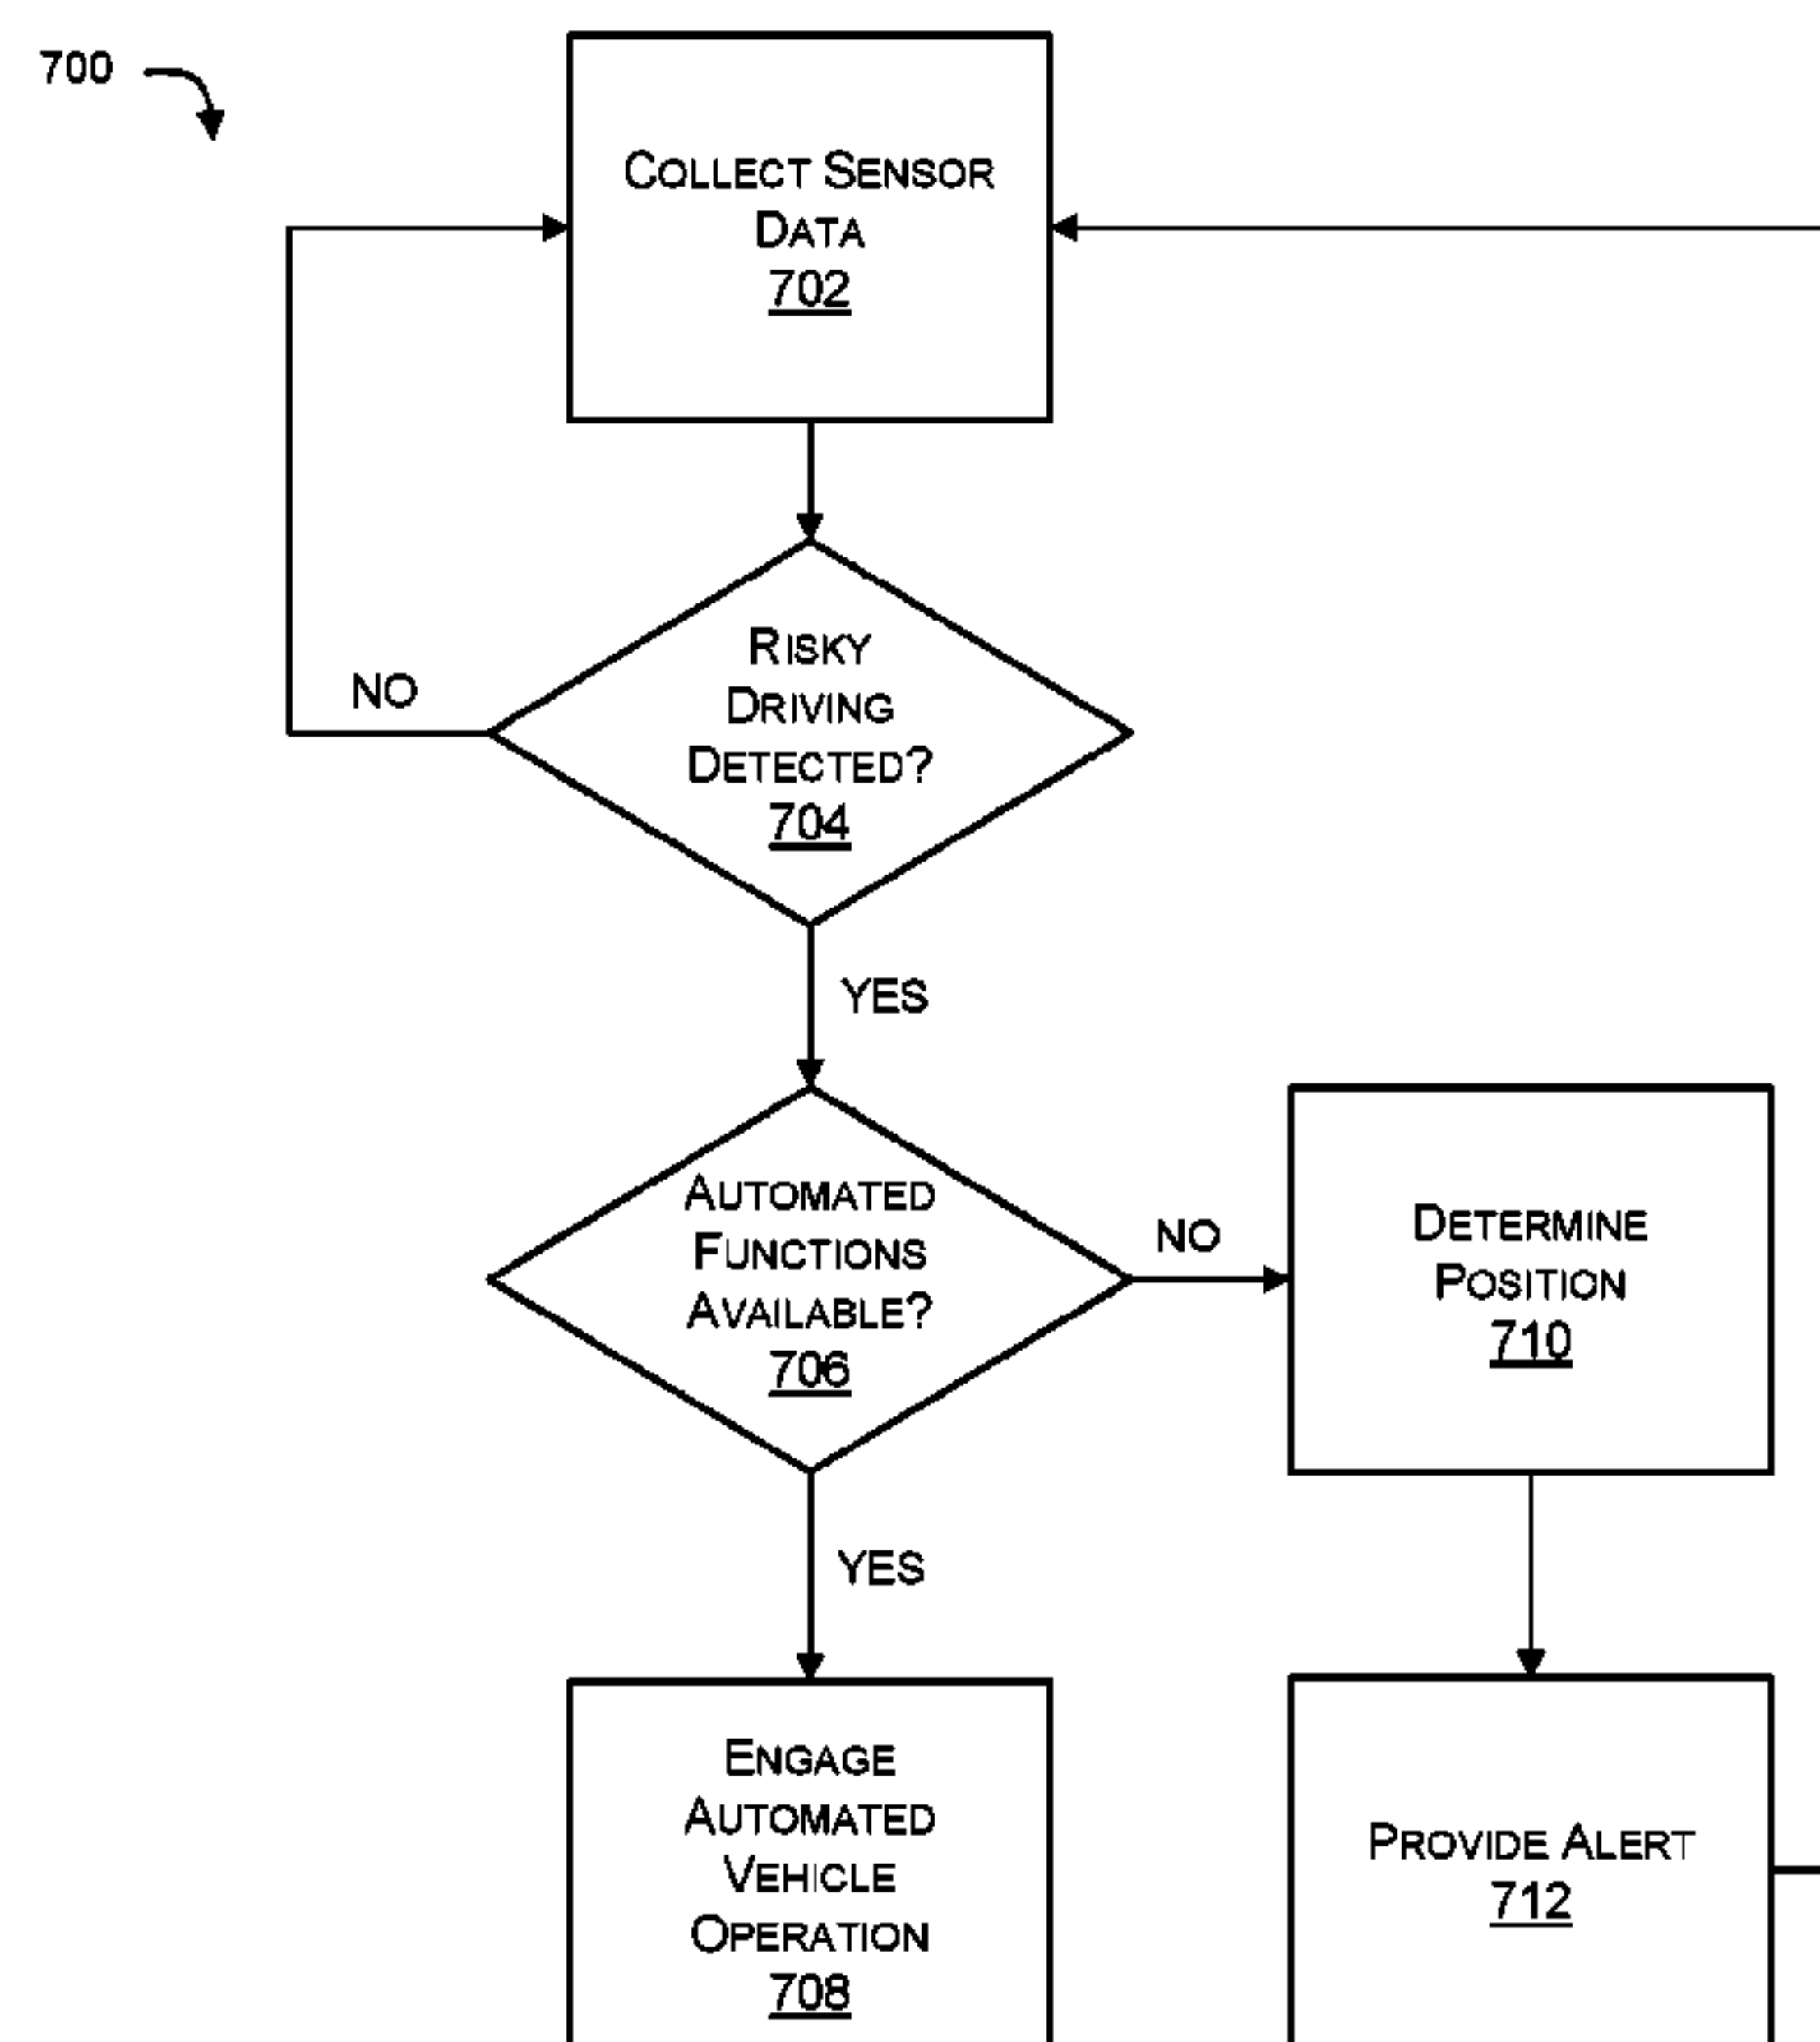 700
COLLECT SENSOR
DATA
702
RISKY
DRIVING
DETECTED?
704
NO
YES
AUTOMATED
FUNCTIONS
AVAILABLE?
706
NO
DETERMINE
POSITION
710
YES
ENGAGE
AUTOMATED
VEHICLE
OPERATION
708
PROVIDE ALERT
712